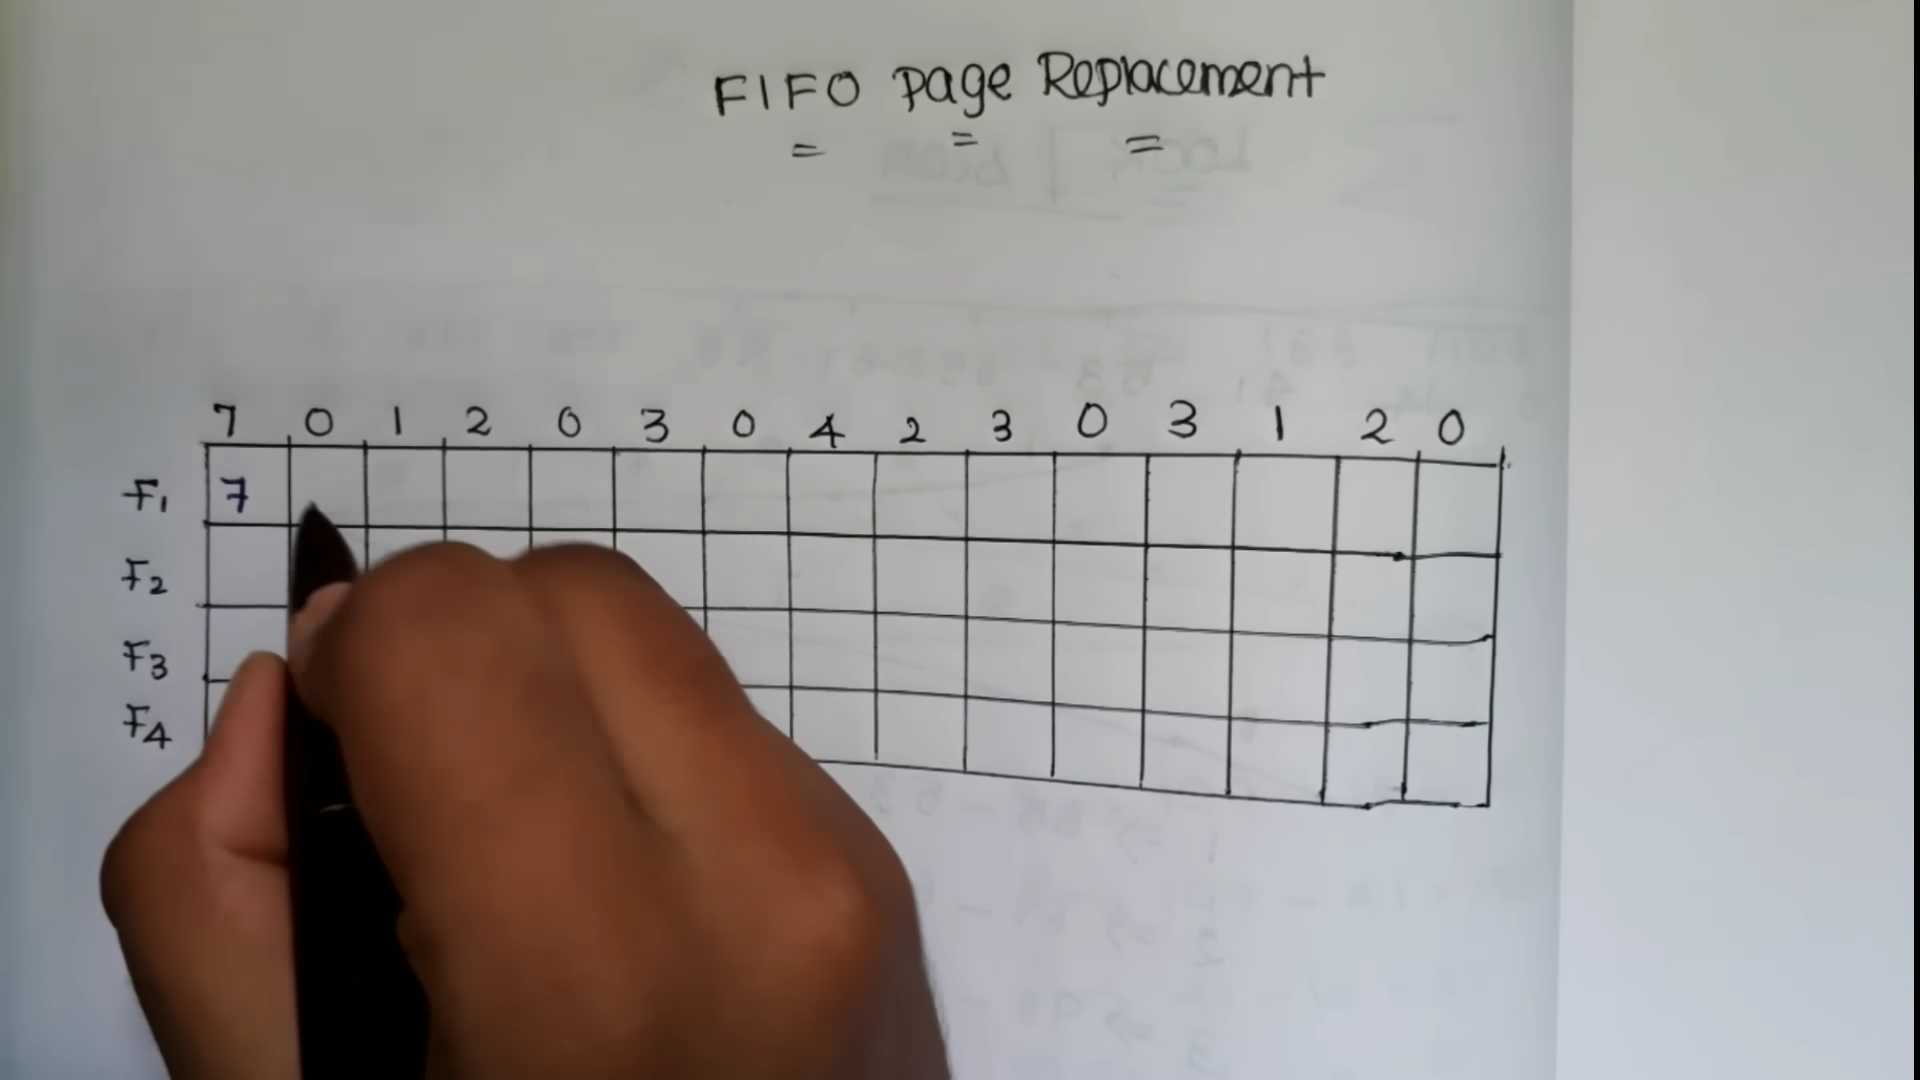 FIFO Page Replacement
7 0 1 2 0 3 0 4 2 3 0 3 1 2 0
F1 7
F2
F3
F4